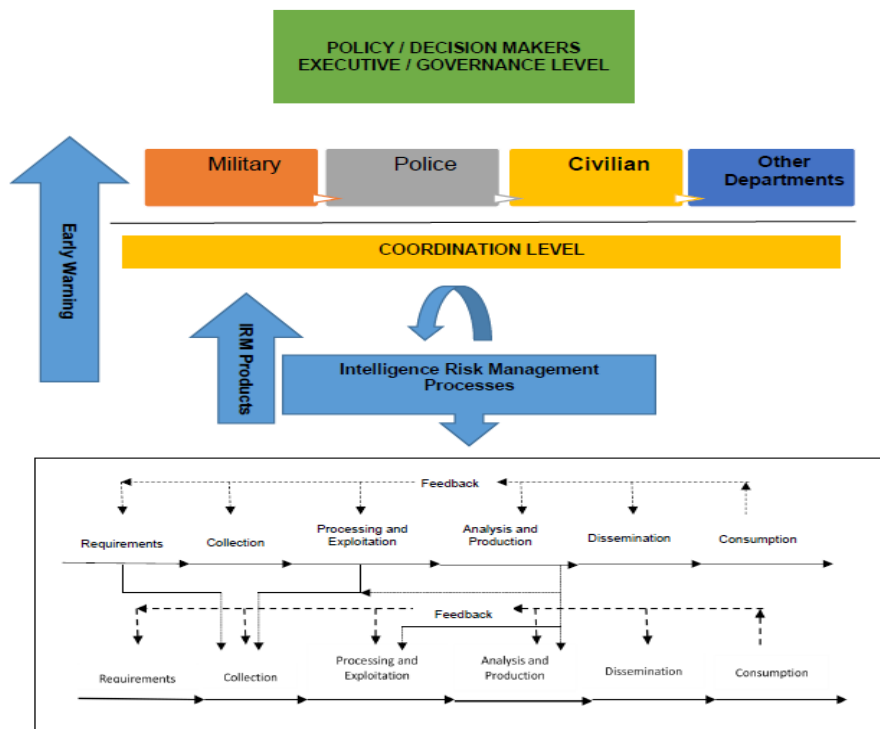 POLICY / DECISION MAKERS
EXECUTIVE / GOVERNANCE LEVEL
Military
Police
Civilian
Other
Departments
Early Warning
COORDINATION LEVEL
IRM Products
Intelligence Risk Management
Processes
Feedback
Requirements
Collection
Processing and
Exploitation
Analysis and
Production
Dissemination
Consumption
Feedback
Requirements
Collection
Processing and
Exploitation
Analysis and
Production
Dissemination
Consumption